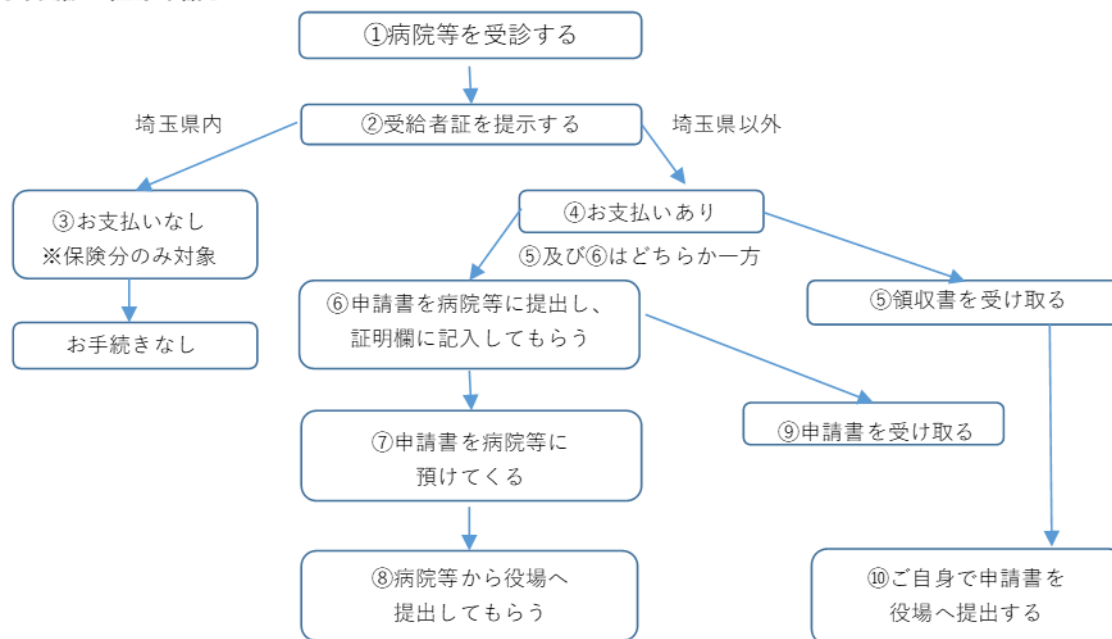 ①病院等を受診する
埼玉県内
②受給者証を提示する
埼玉県以外
③お支払いなし
※保険分のみ対象
④お支払いあり
⑤及び⑥はどちらか一方
⑥申請書を病院等に提出し、
証明欄に記入してもらう
⑤領収書を受け取る
お手続きなし
⑦申請書を病院等に
預けてくる
⑨申請書を受け取る
⑧病院等から役場へ
提出してもらう
⑩ご自身で申請書を
役場へ提出する